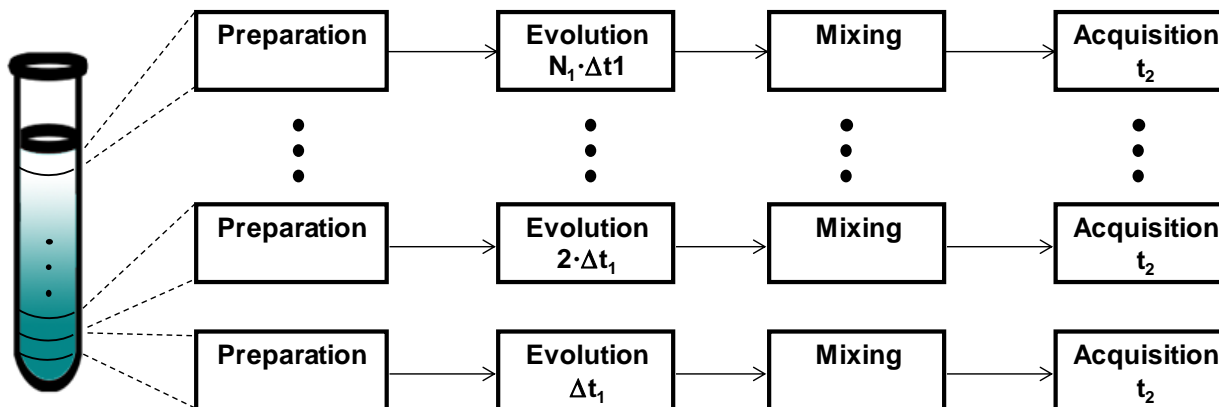 Preparation
Evolution
N₁·Δt1
Mixing
Acquisition
t₂
Preparation
Evolution
2·Δt₁
Mixing
Acquisition
t₂
Preparation
Evolution
Δt₁
Mixing
Acquisition
t₂